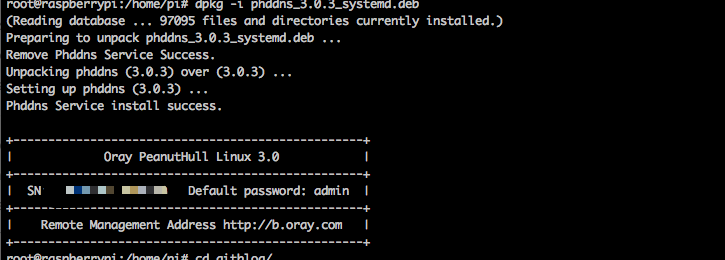 root@raspberrypi:/home/pi# dpkg -i phddns_3.0.3_systemd.deb
(Reading database ... 97095 files and directories currently installed.)
Preparing to unpack phddns_3.0.3_systemd.deb ...
Remove Phddns Service Success.
Unpacking phddns (3.0.3) over (3.0.3) ...
Setting up phddns (3.0.3) ...
Phddns Service install success.
+--------------------------------------------------+
| Oray PeanutHull Linux 3.0 |
+--------------------------------------------------+
| SN Default password: admin |
+--------------------------------------------------+
| Remote Management Address http://b.oray.com |
+--------------------------------------------------+
root@raspberrypi:/home/pi# cd gitblog/